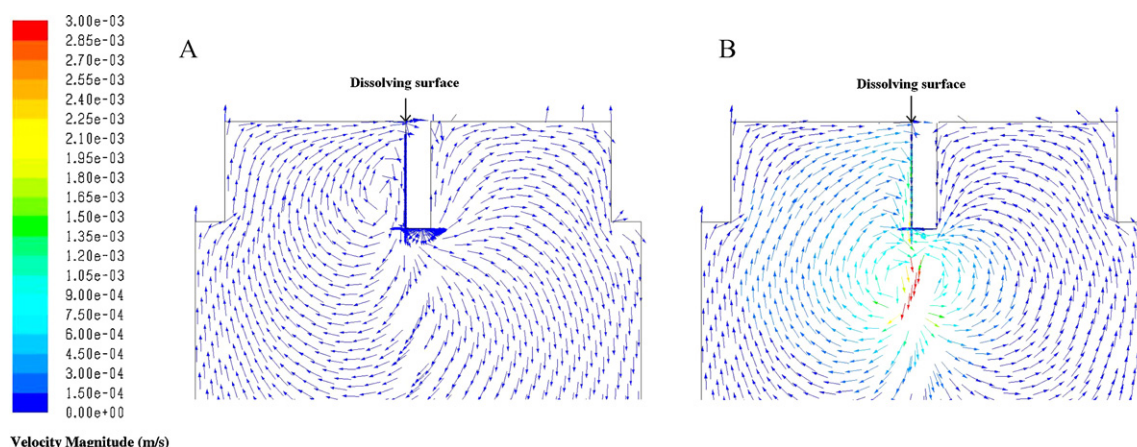 3.00e-03
2.85e-03
2.70e-03
2.55e-03
2.40e-03
2.25e-03
2.10e-03
1.95e-03
1.80e-03
1.65e-03
1.50e-03
1.35e-03
1.20e-03
1.05e-03
9.00e-04
7.50e-04
6.00e-04
4.50e-04
3.00e-04
1.50e-04
0.00e+00
Velocity Magnitude (m/s)
A
Dissolving surface
B
Dissolving surface